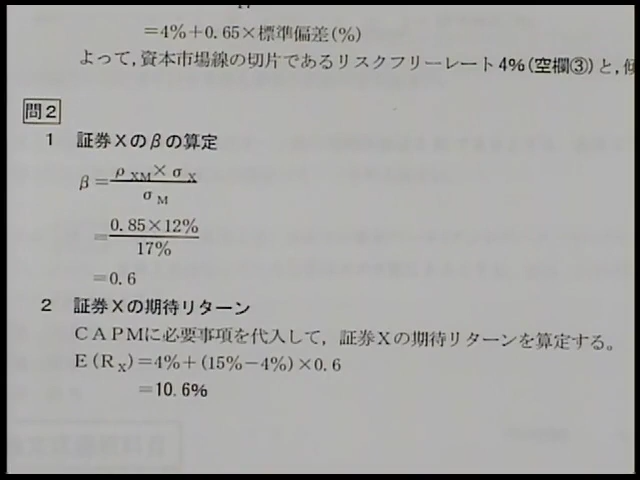 =4%+0.65×標準偏差(%)
よって,資本市場線の切片であるリスクフリーレート4%(空欄③)と,傾
問2
1 証券Xのβの算定
β=ρXM×σX
σM
=0.85×12%
17%
=0.6
2 証券Xの期待リターン
CAPMに必要事項を代入して,証券Xの期待リターンを算定する。
E(RX)=4%+(15%-4%)×0.6
=10.6%